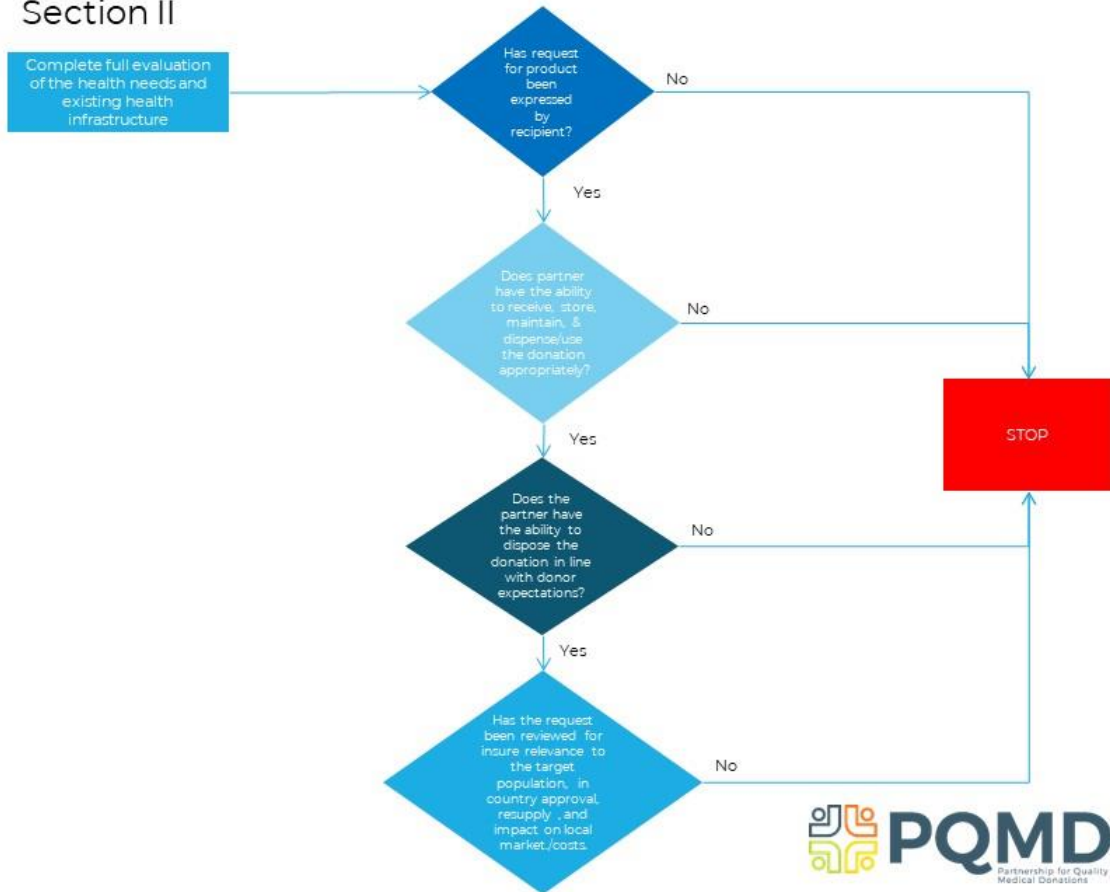 Section II
Complete full evaluation
of the health needs and
existing health
infrastructure
Has request
for product
been
expressed
by
recipient?
No
Yes
Does partner
have the ability
to receive, store,
maintain, &
dispense/use
the donation
appropriately?
No
STOP
Yes
Does the
partner have
the ability to
dispose the
donation in line
with donor
expectations?
No
Yes
Has the request
been reviewed for
insure relevance to
the target
population, in
country approval,
resupply , and
impact on local
market./costs.
No
PQMD
Partnership for Quality
Medical Donations